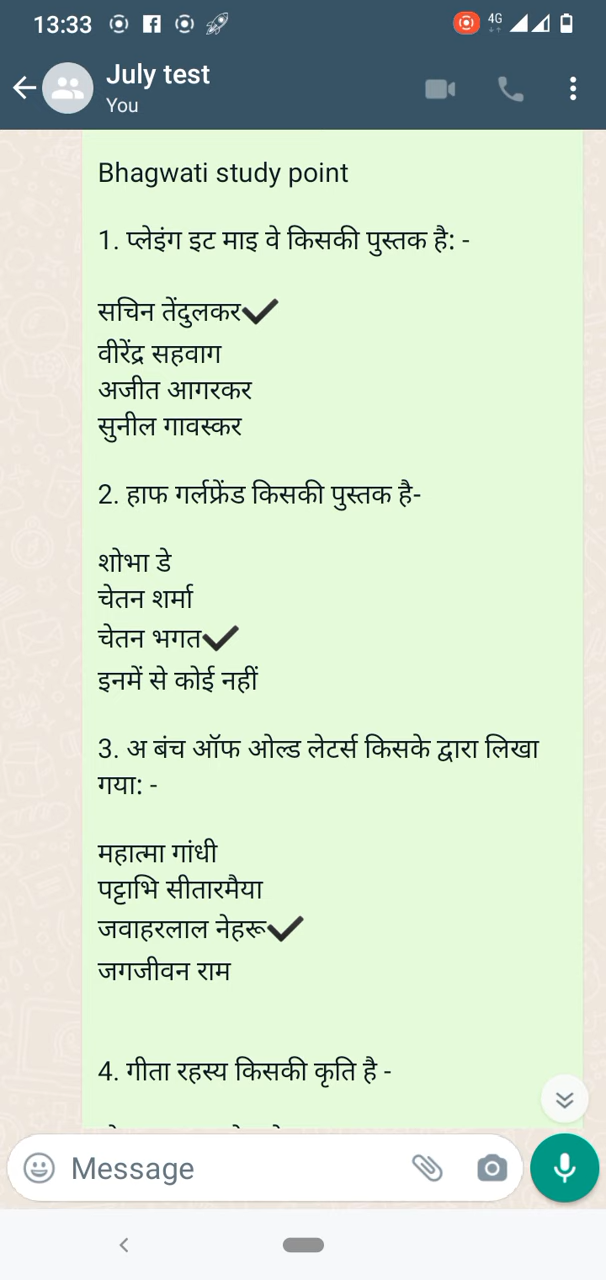 13:33
4G
July test
You
Bhagwati study point
1. प्लेइंग इट माइ वे किसकी पुस्तक है: -
सचिन तेंदुलकर✔
वीरेंद्र सहवाग
अजीत आगरकर
सुनील गावस्कर
2. हाफ गर्लफ्रेंड किसकी पुस्तक है-
शोभा डे
चेतन शर्मा
चेतन भगत✔
इनमें से कोई नहीं
3. अ बंच ऑफ ओल्ड लेटर्स किसके द्वारा लिखा
गया: -
महात्मा गांधी
पट्टाभि सीतारमैया
जवाहरलाल नेहरू✔
जगजीवन राम
4. गीता रहस्य किसकी कृति है -
Message